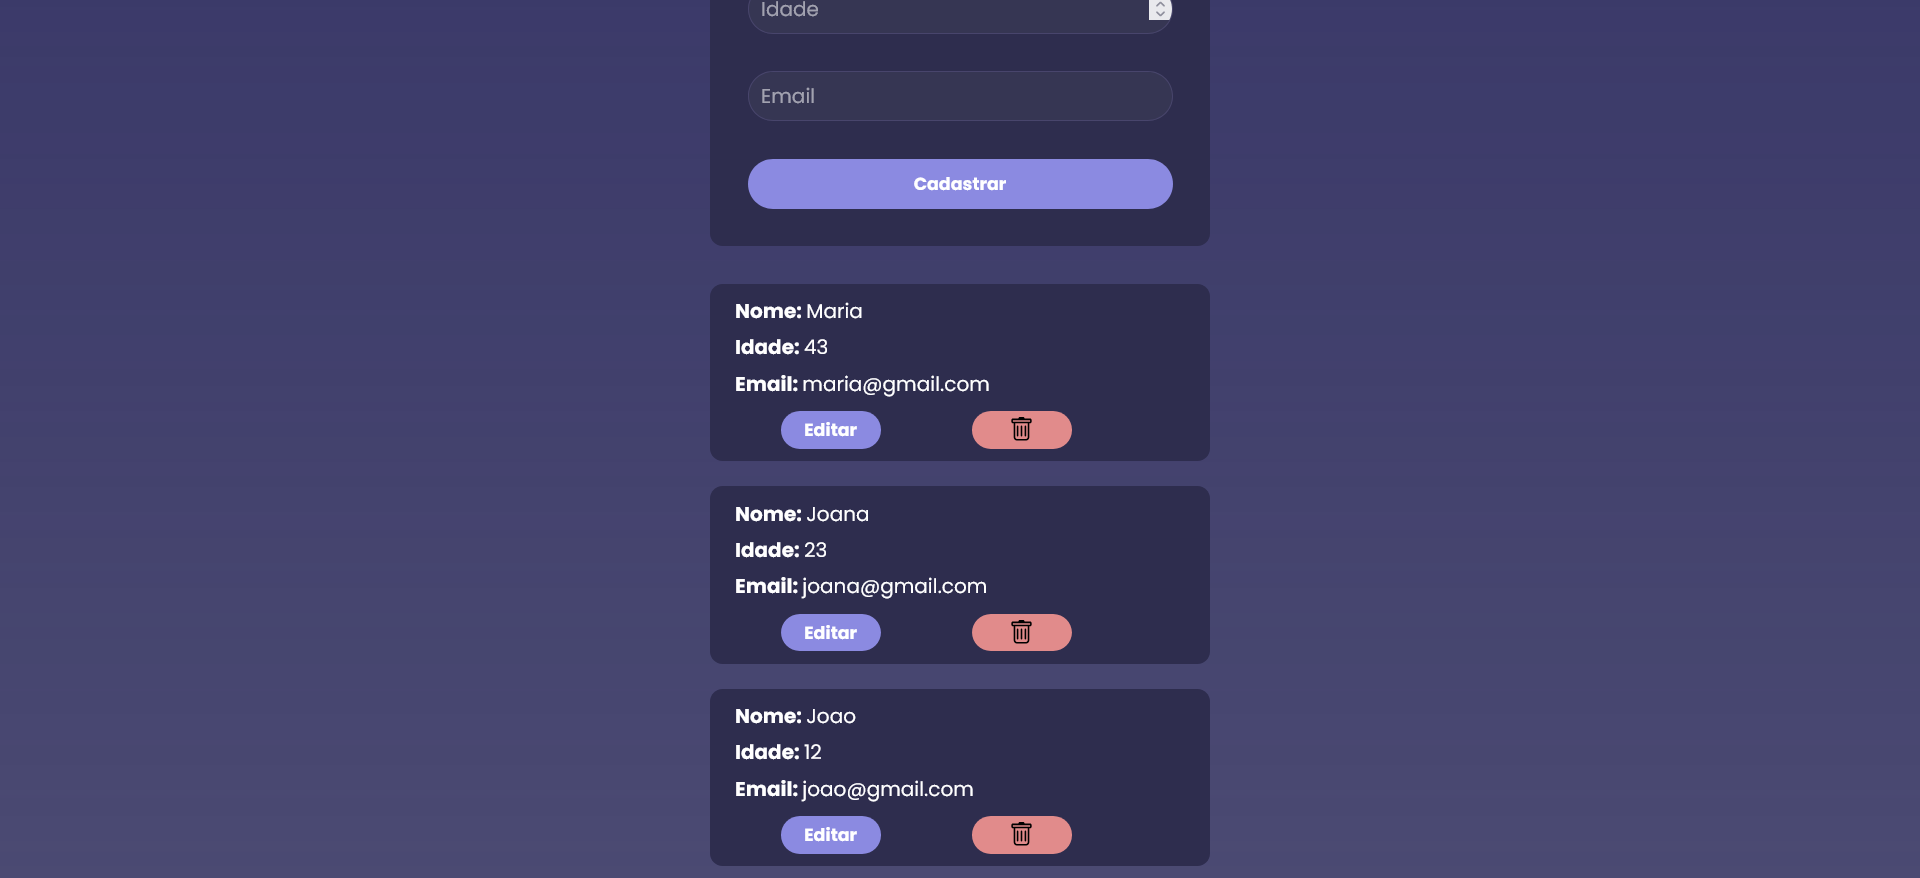 Idade
Email
Cadastrar
Nome: Maria
Idade: 43
Email: maria@gmail.com
Editar
Nome: Joana
Idade: 23
Email: joana@gmail.com
Editar
Nome: Joao
Idade: 12
Email: joao@gmail.com
Editar